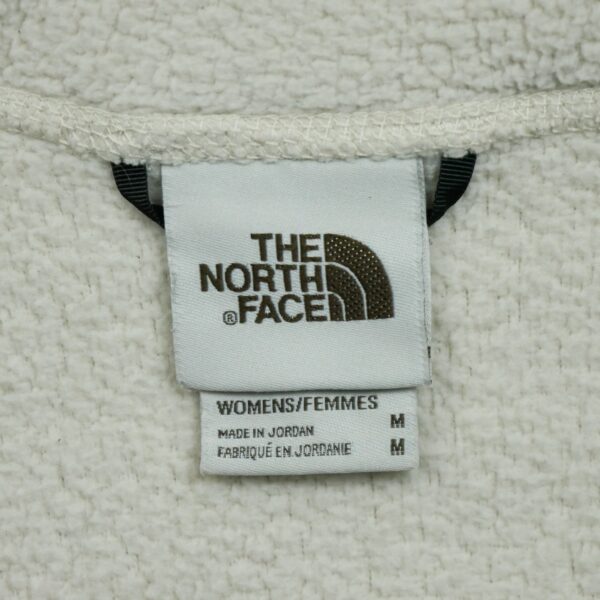 THE
NORTH
® FACE
WOMENS/FEMMES
MADE IN JORDAN M
FABRIQUÉ EN JORDANIE M